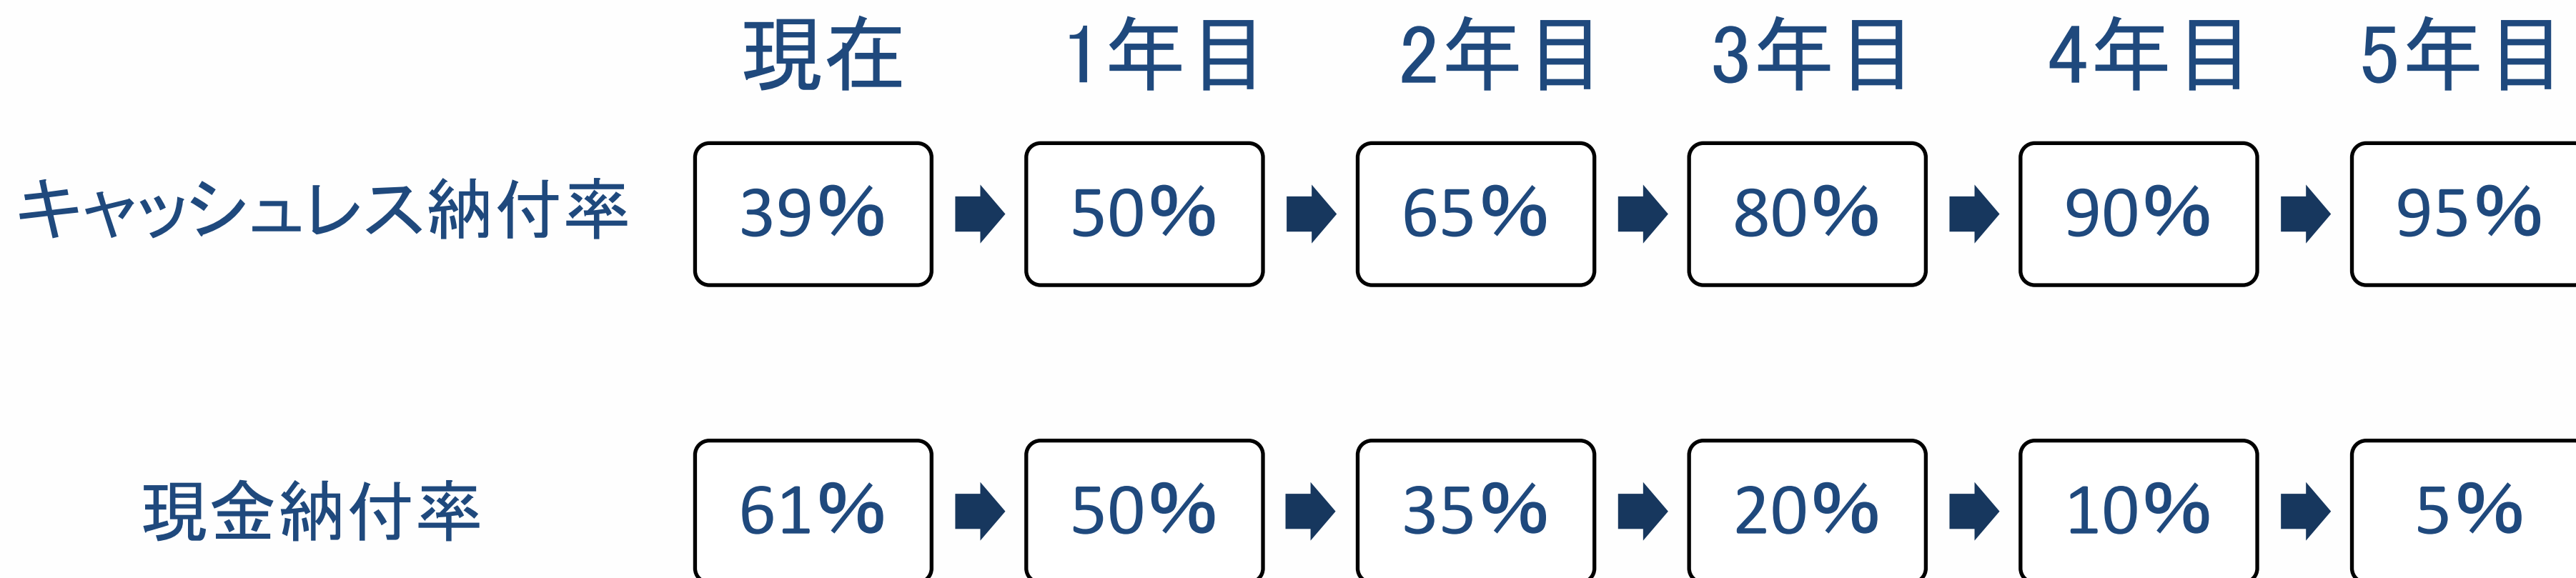 現在 1年目 2年目 3年目 4年目 5年目
キャッシュレス納付率 39% 50% 65% 80% 90% 95%
現金納付率 61% 50% 35% 20% 10% 5%